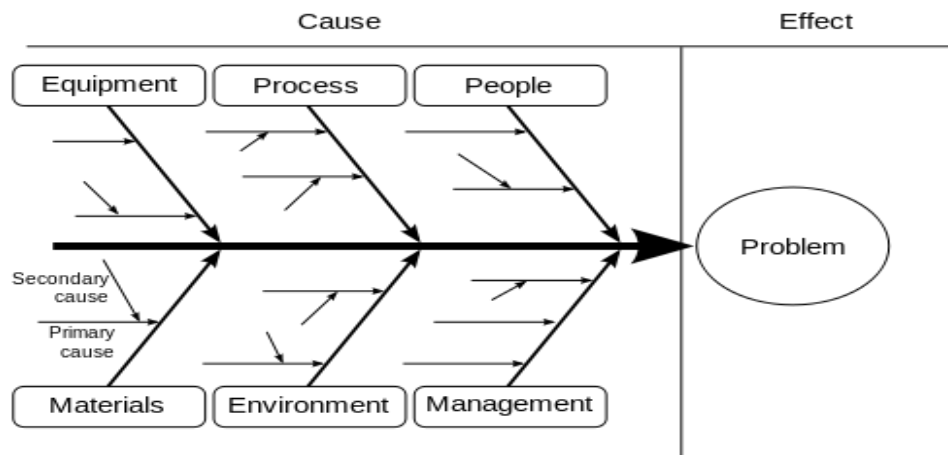 Cause
Effect
Equipment
Process
People
Problem
Secondary
cause
Primary
cause
Materials
Environment
Management